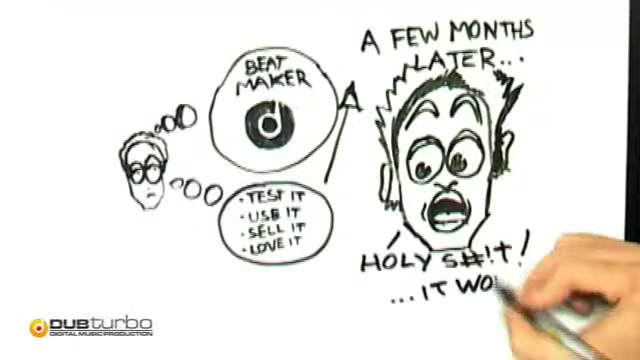 BEAT
MAKER
d
• TEST IT
• USE IT
• SELL IT
• LOVE IT
A FEW MONTHS
LATER...
HOLY S#!T!
...IT WO
DUBturbo
DIGITAL MUSIC PRODUCTION